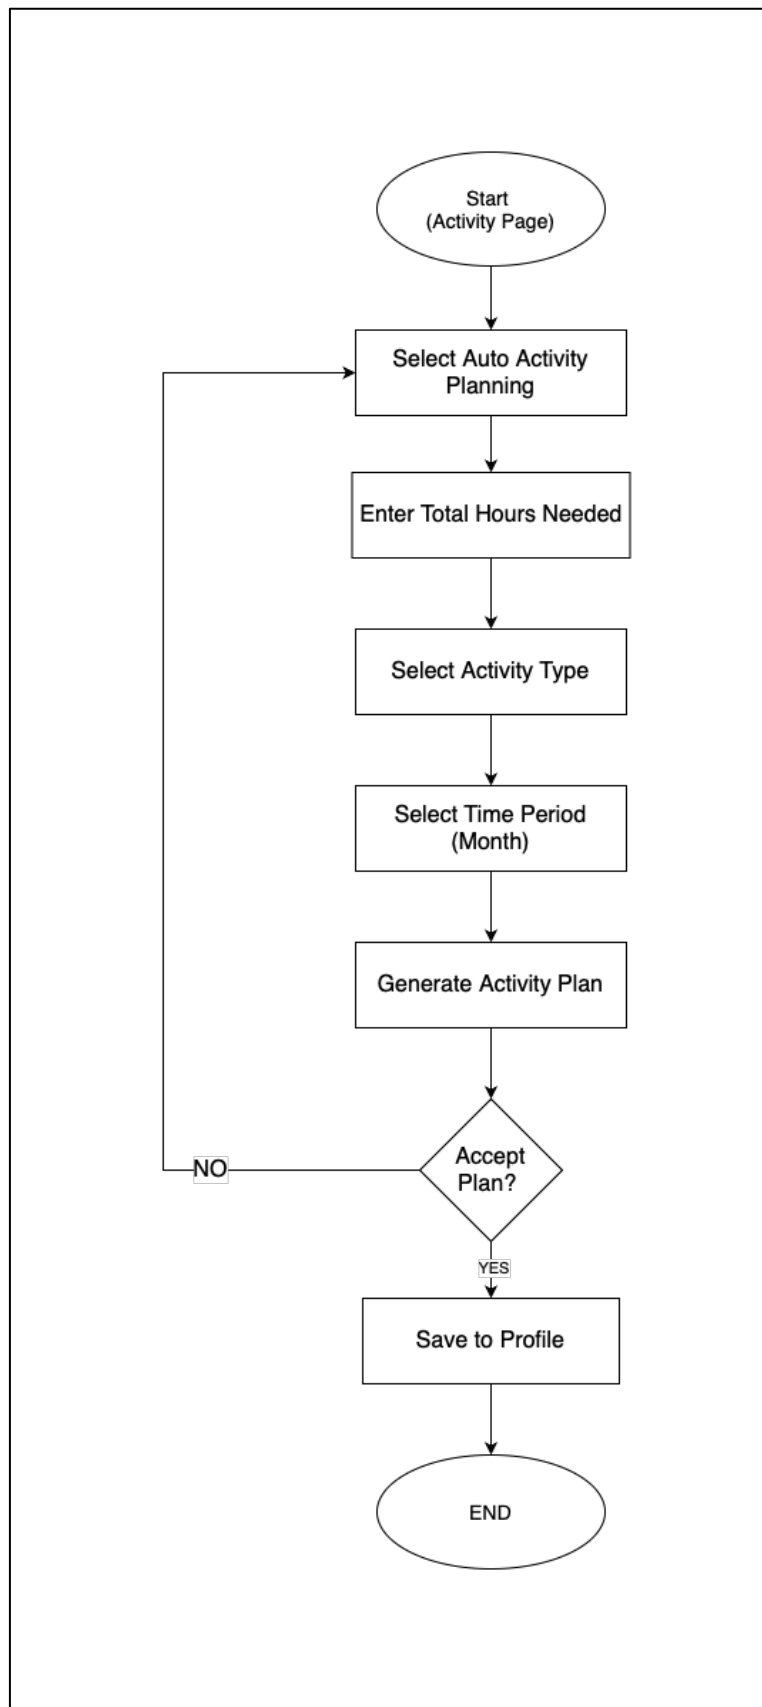 Start
(Activity Page)
Select Auto Activity
Planning
Enter Total Hours Needed
Select Activity Type
Select Time Period
(Month)
Generate Activity Plan
Accept
Plan?
NO
YES
Save to Profile
END